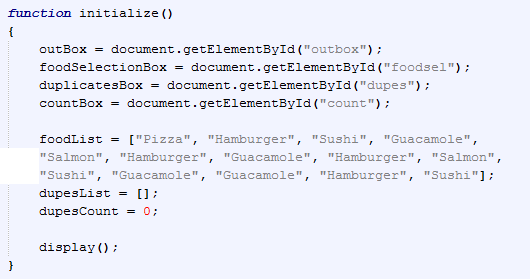 function initialize()
{
outBox = document.getElementById("outbox");
foodSelectionBox = document.getElementById("foodsel");
duplicatesBox = document.getElementById("dupes");
countBox = document.getElementById("count");
foodList = ["Pizza", "Hamburger", "Sushi", "Guacamole",
"Salmon", "Hamburger", "Guacamole", "Hamburger", "Salmon",
"Sushi", "Guacamole", "Guacamole", "Hamburger", "Sushi"];
dupesList = [];
dupesCount = 0;
display();
}